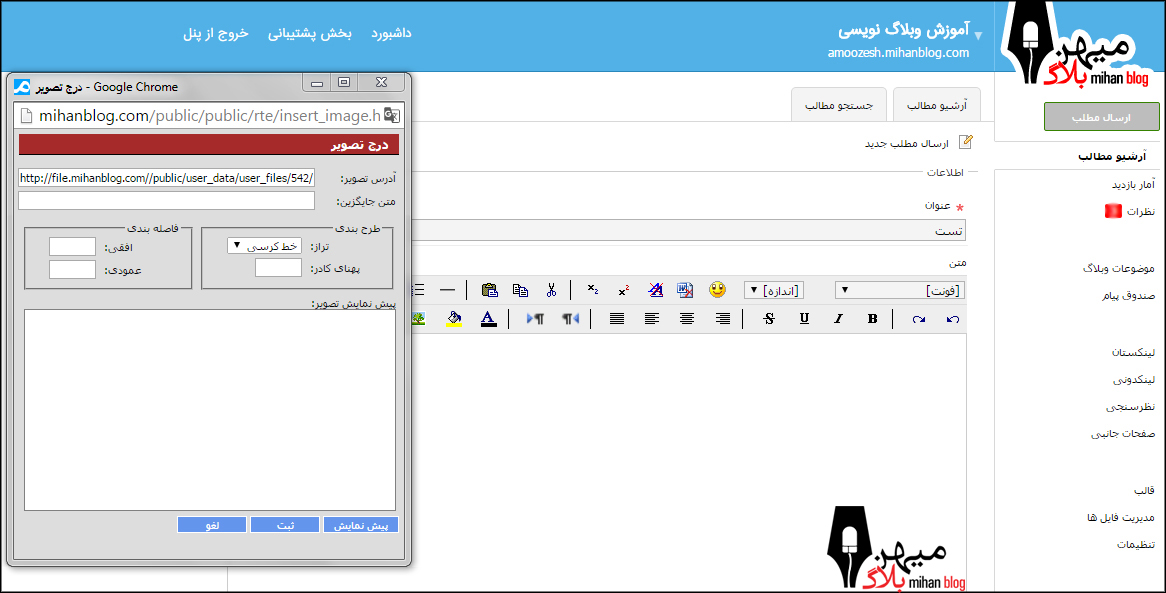 آموزش وبلاگ نویسی
amoozesh.mihanblog.com
داشبورد
بخش پشتیبانی
خروج از پنل
میهن بلاگ
mihan blog
ارسال مطلب
آرشیو مطالب
آمار بازدید
نظرات
موضوعات وبلاگ
صندوق پیام
لینکستان
لینکدونی
نظرسنجی
صفحات جانبی
قالب
مدیریت فایل ها
تنظیمات
آرشیو مطالب
جستجو مطالب
ارسال مطلب جدید
اطلاعات
* عنوان
تست
متن
[فونت]
[اندازه]
B I U S
درج تصویر - Google Chrome
mihanblog.com/public/public/rte/insert_image.h
درج تصویر
آدرس تصویر:
http://file.mihanblog.com//public/user_data/user_files/542/
متن جایگزین:
طرح بندی
تراز: خط کرسی
پهنای کادر:
فاصله بندی
افقی:
عمودی:
پیش نمایش تصویر:
پیش نمایش
ثبت
لغو
میهن بلاگ
mihan blog